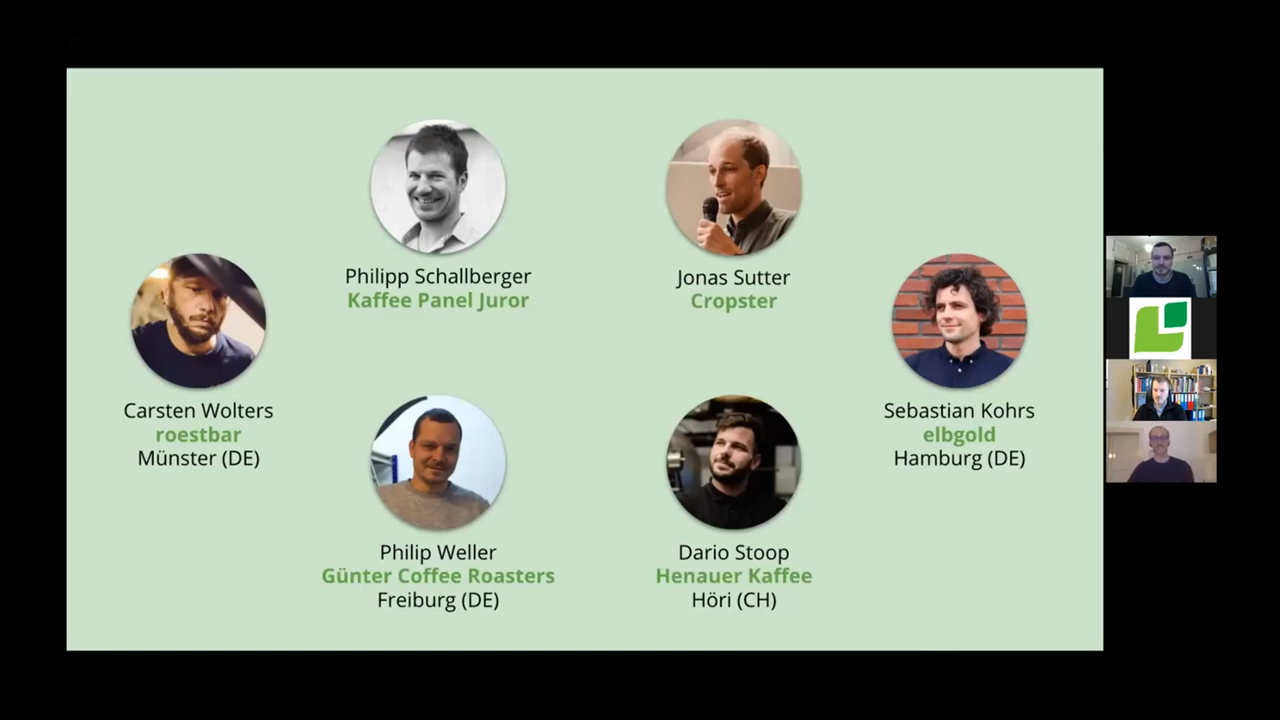 Philipp Schallberger
Kaffee Panel Juror
Jonas Sutter
Cropster
Carsten Wolters
roestbar
Münster (DE)
Sebastian Kohrs
elbgold
Hamburg (DE)
Philip Weller
Günter Coffee Roasters
Freiburg (DE)
Dario Stoop
Henauer Kaffee
Höri (CH)